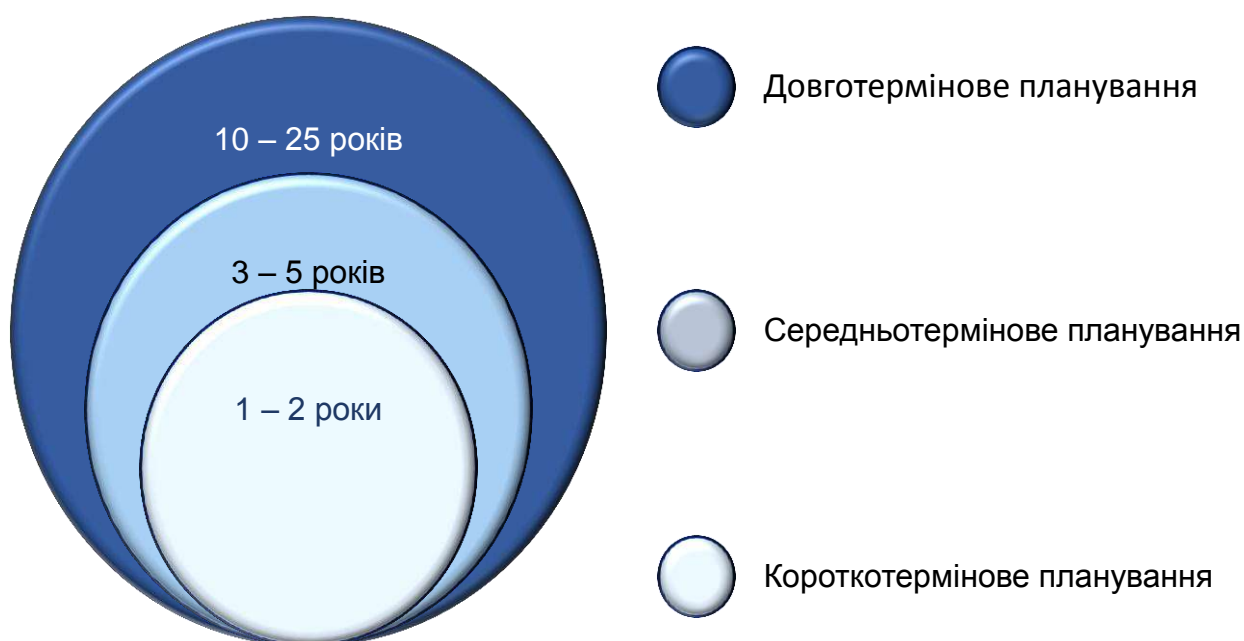 Довготермінове планування
10 – 25 років
3 – 5 років
Середньотермінове планування
1 – 2 роки
Короткотермінове планування